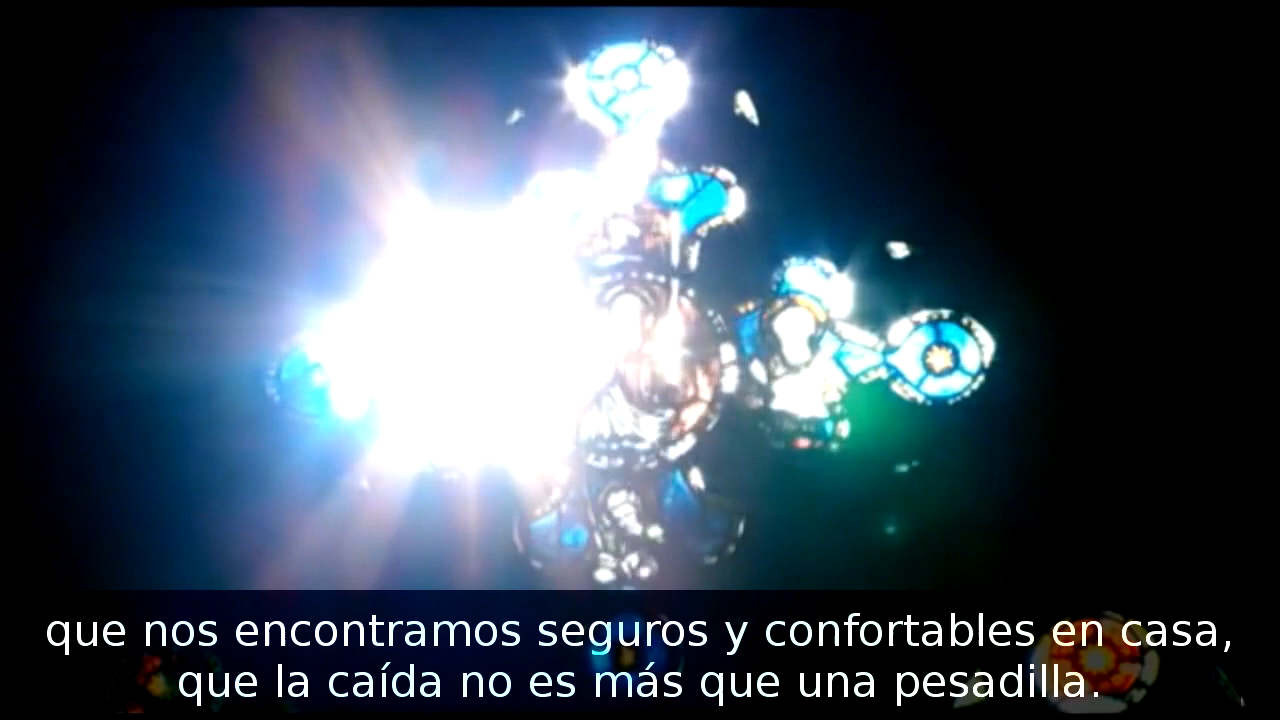 que nos encontramos seguros y confortables en casa,
que la caída no es más que una pesadilla.